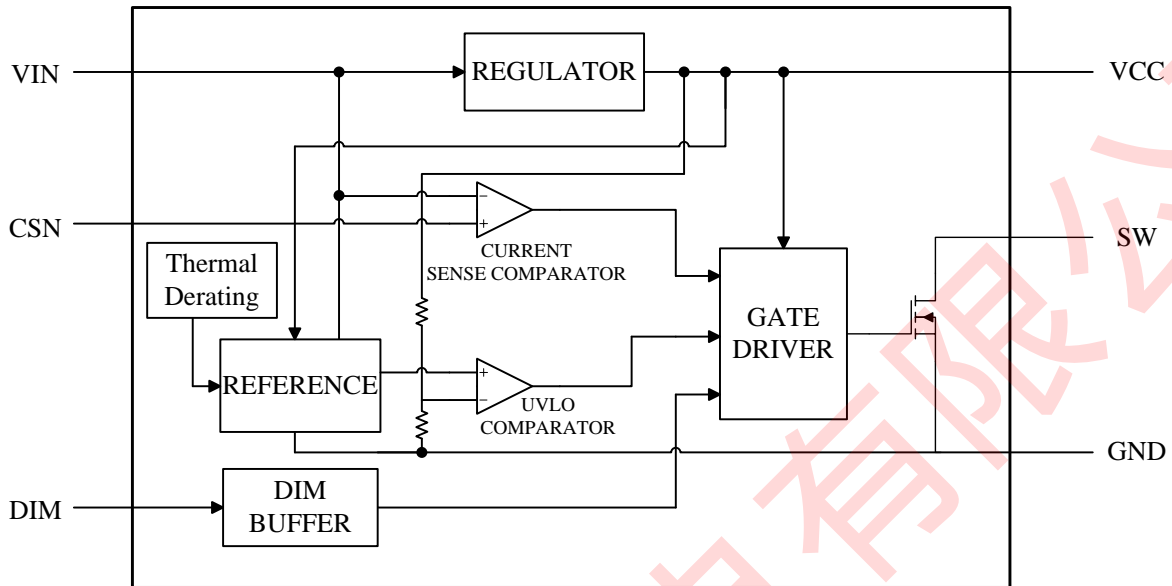 VIN
REGULATOR
VCC
CSN
−
+
CURRENT
SENSE COMPARATOR
SW
Thermal
Derating
GATE
DRIVER
REFERENCE
+
−
UVLO
COMPARATOR
GND
DIM
DIM
BUFFER
有限公